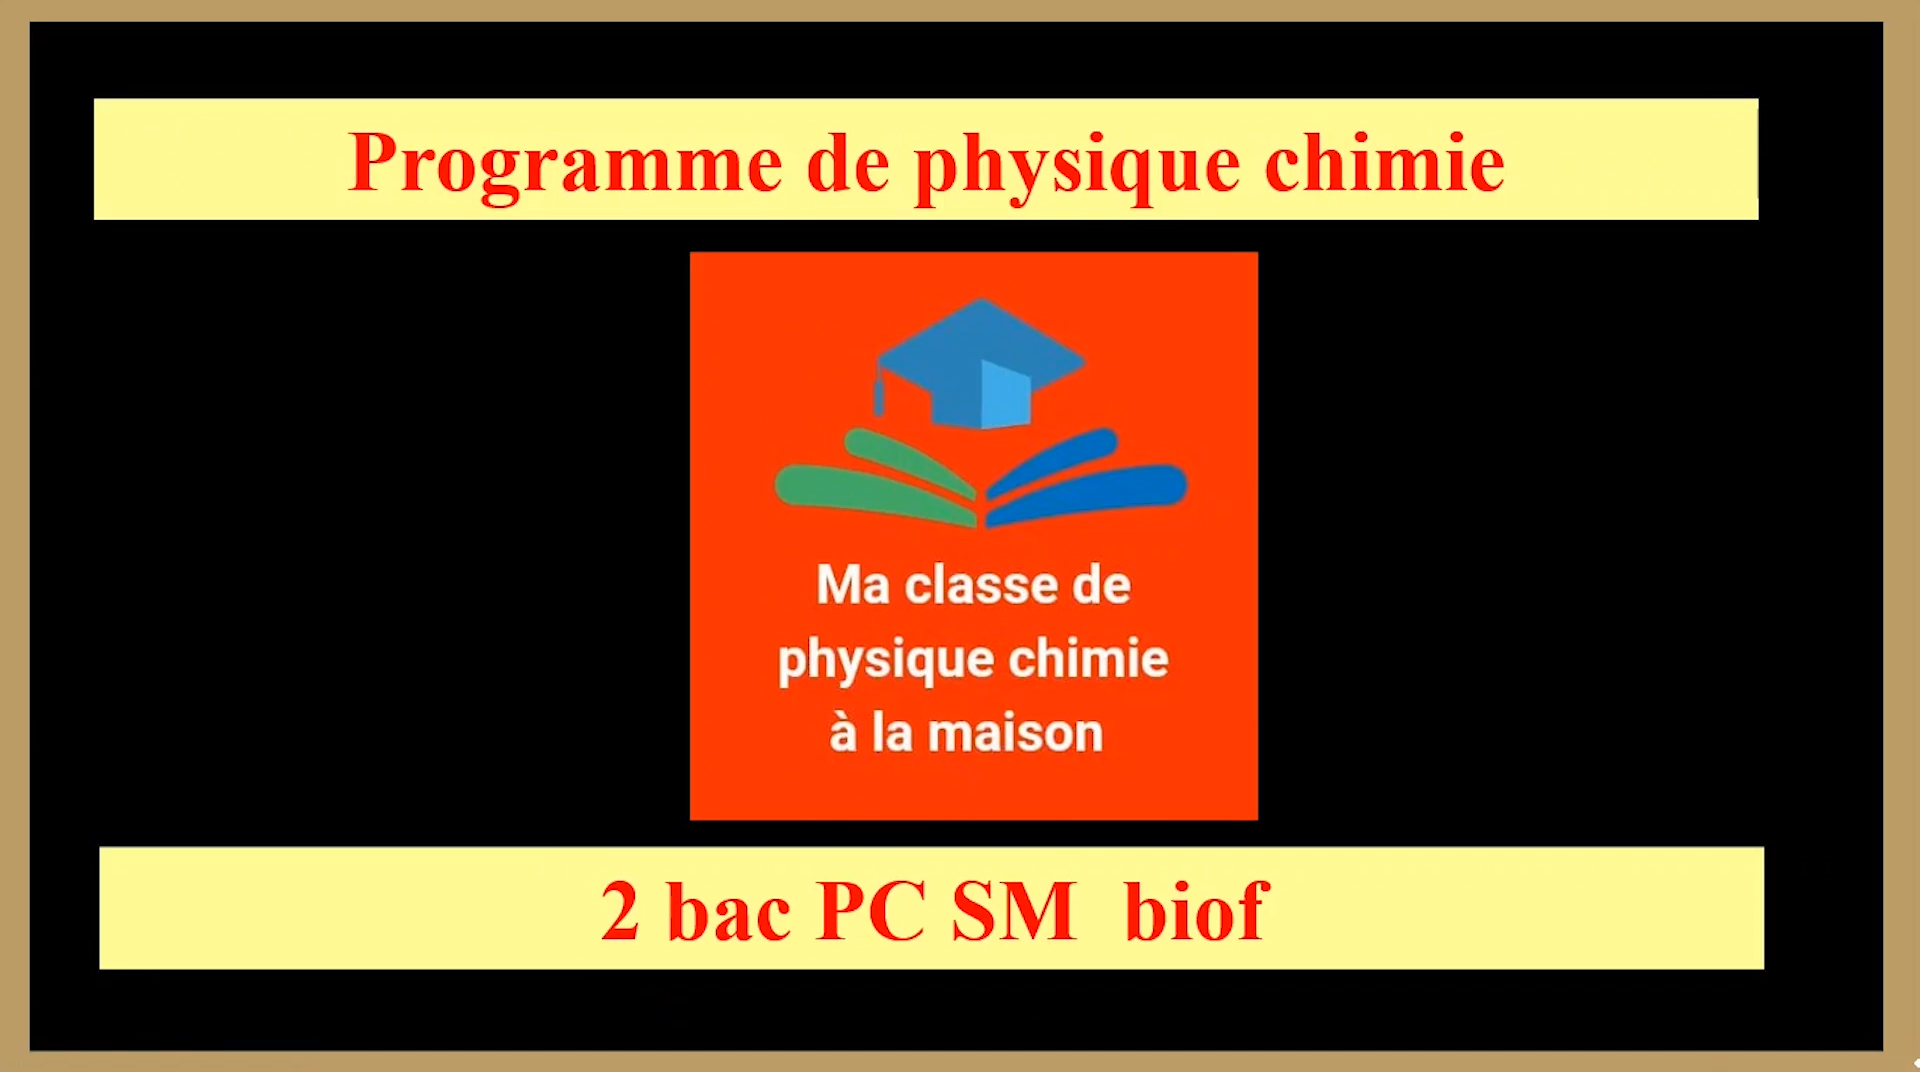 Programme de physique chimie
Ma classe de
physique chimie
à la maison
2 bac PC SM  biof